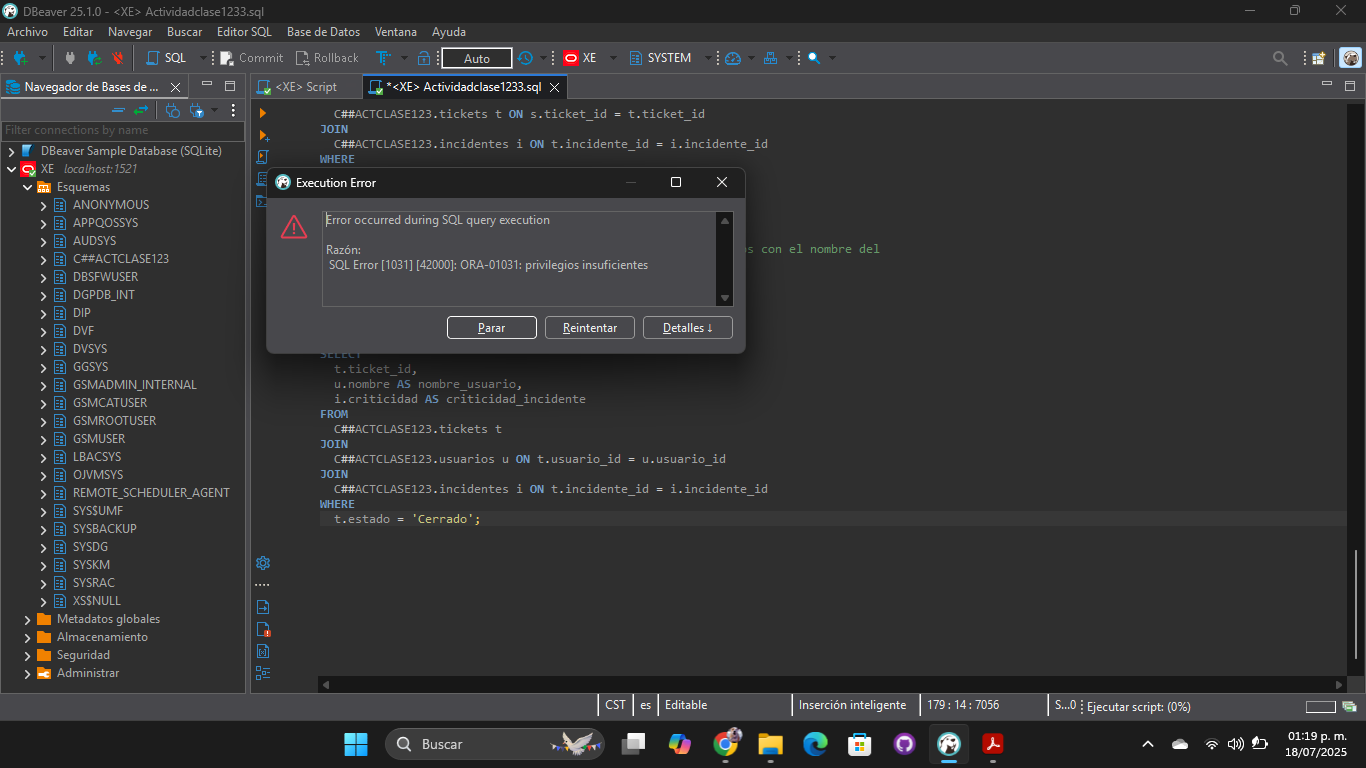 DBeaver 25.1.0 - <XE> Actividadclase1233.sql
Archivo Editar Navegar Buscar Editor SQL Base de Datos Ventana Ayuda
SQL Commit Rollback Auto XE SYSTEM
Navegador de Bases de ...
<XE> Script
*<XE> Actividadclase1233.sql
Filter connections by name
DBeaver Sample Database (SQLite)
XE localhost:1521
Esquemas
ANONYMOUS
APPQOSSYS
AUDSYS
C##ACTCLASE123
DBSFWUSER
DGPDB_INT
DIP
DVF
DVSYS
GGSYS
GSMADMIN_INTERNAL
GSMCATUSER
GSMROOTUSER
GSMUSER
LBACSYS
OJVMSYS
REMOTE_SCHEDULER_AGENT
SYS$UMF
SYSBACKUP
SYSDG
SYSKM
SYSRAC
XS$NULL
Metadatos globales
Almacenamiento
Seguridad
Administrar
C##ACTCLASE123.tickets t ON s.ticket_id = t.ticket_id
JOIN
C##ACTCLASE123.incidentes i ON t.incidente_id = i.incidente_id
WHERE
Execution Error
Error occurred during SQL query execution
Razón:
SQL Error [1031] [42000]: ORA-01031: privilegios insuficientes
Parar Reintentar Detalles ↓
s con el nombre del
SELECT
t.ticket_id,
u.nombre AS nombre_usuario,
i.criticidad AS criticidad_incidente
FROM
C##ACTCLASE123.tickets t
JOIN
C##ACTCLASE123.usuarios u ON t.usuario_id = u.usuario_id
JOIN
C##ACTCLASE123.incidentes i ON t.incidente_id = i.incidente_id
WHERE
t.estado = 'Cerrado';
CST es Editable Inserción inteligente 179 : 14 : 7056 S...0 Ejecutar script: (0%)
Buscar
01:19 p. m.
18/07/2025